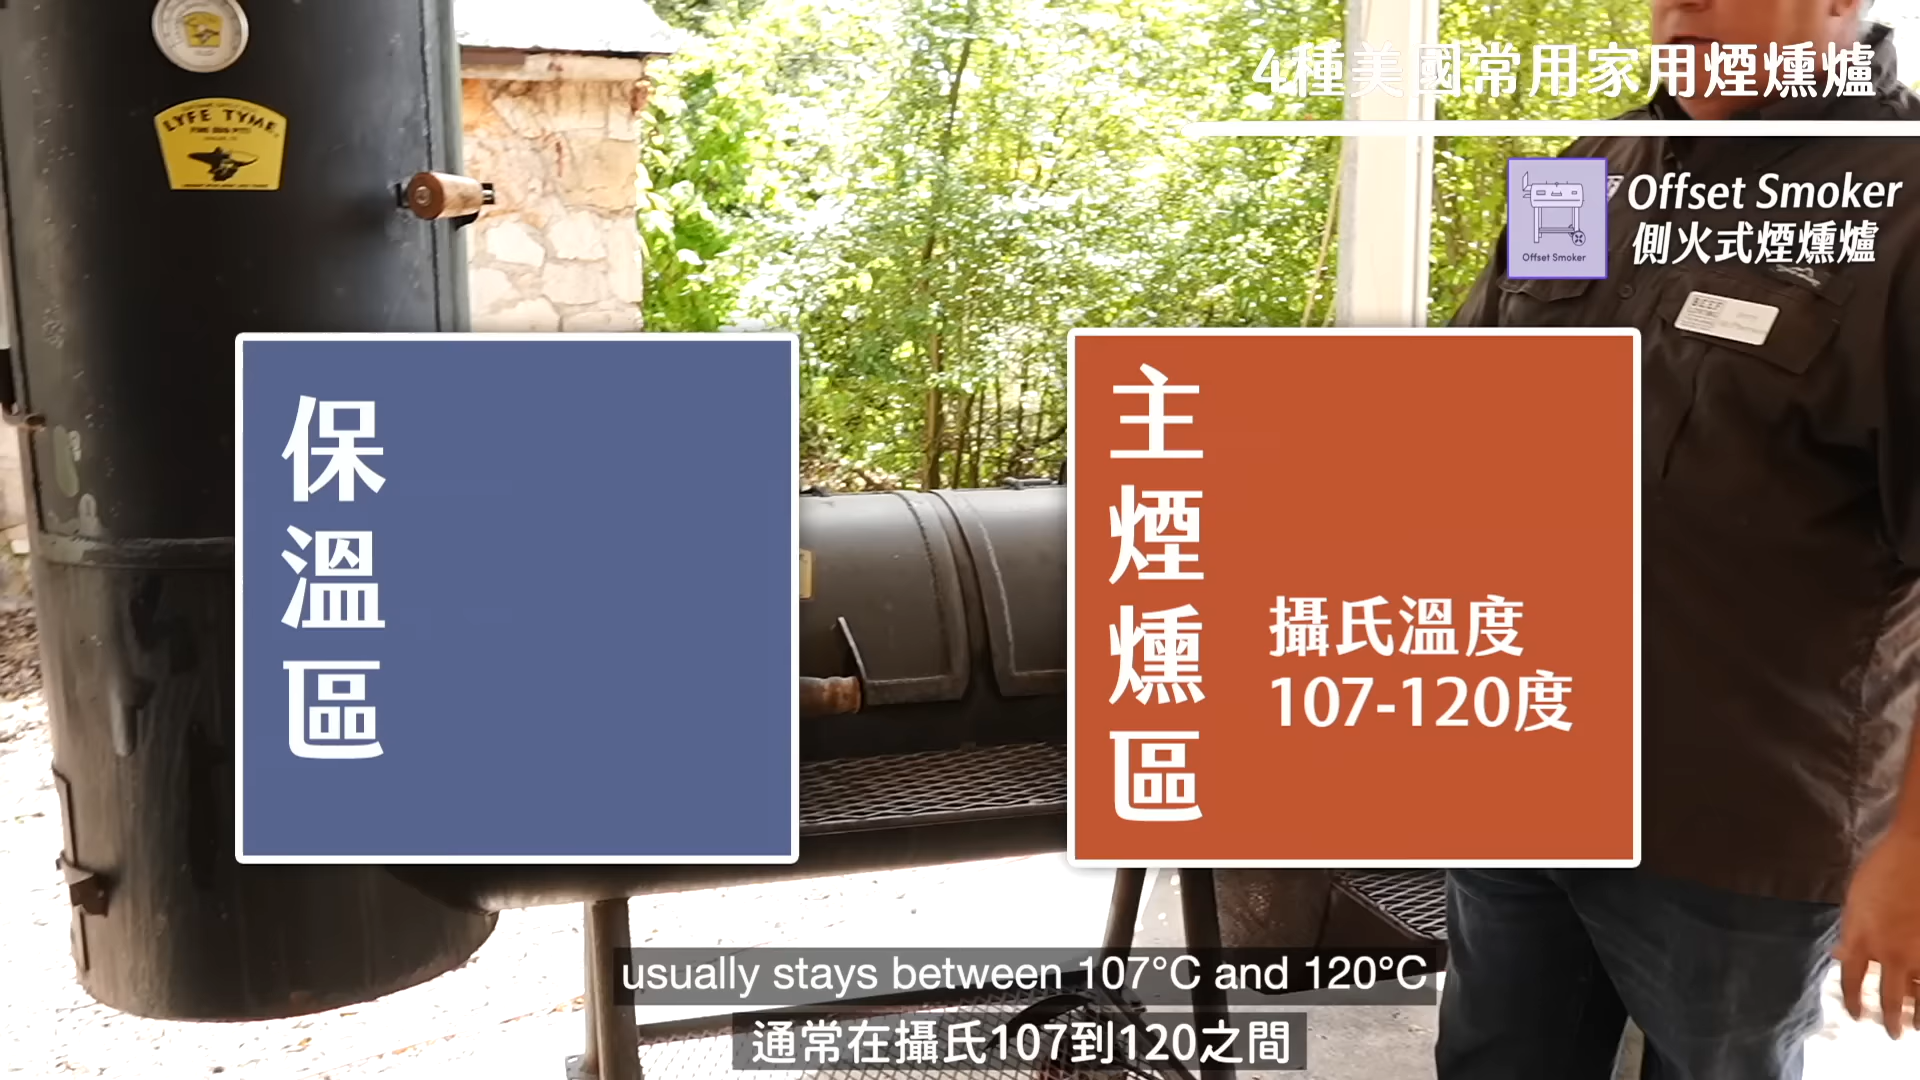 4種美國常用家用煙燻爐
Offset Smoker
側火式煙燻爐
Offset Smoker
LYFE TYME
保溫區
主煙燻區
攝氏溫度
107-120度
usually stays between 107°C and 120°C
通常在攝氏107到120之間